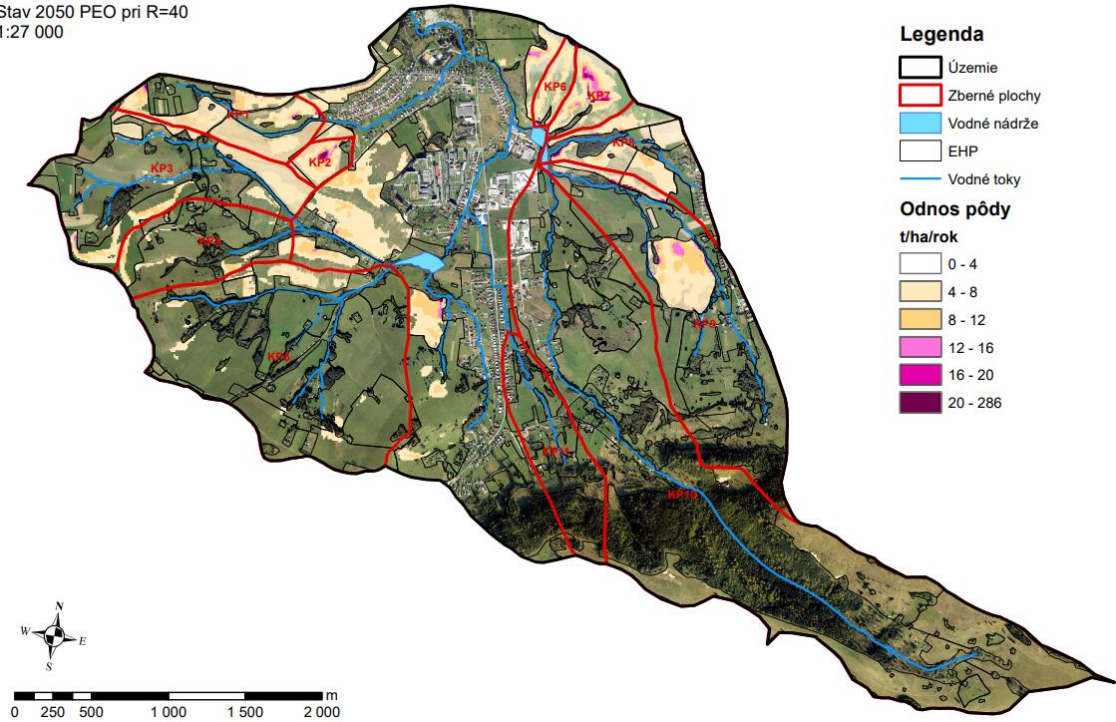 Stav 2050 PEO pri R=40
1:27 000
Legenda
Územie
Zberné plochy
Vodné nádrže
EHP
Vodné toky
Odnos pôdy
t/ha/rok
0 - 4
4 - 8
8 - 12
12 - 16
16 - 20
20 - 286
KP6
KP7
KP1
KP8
KP2
KP3
KP4
KP9
KP5
KP11
KP10
N
W
E
S
m
0 250 500 1 000 1 500 2 000